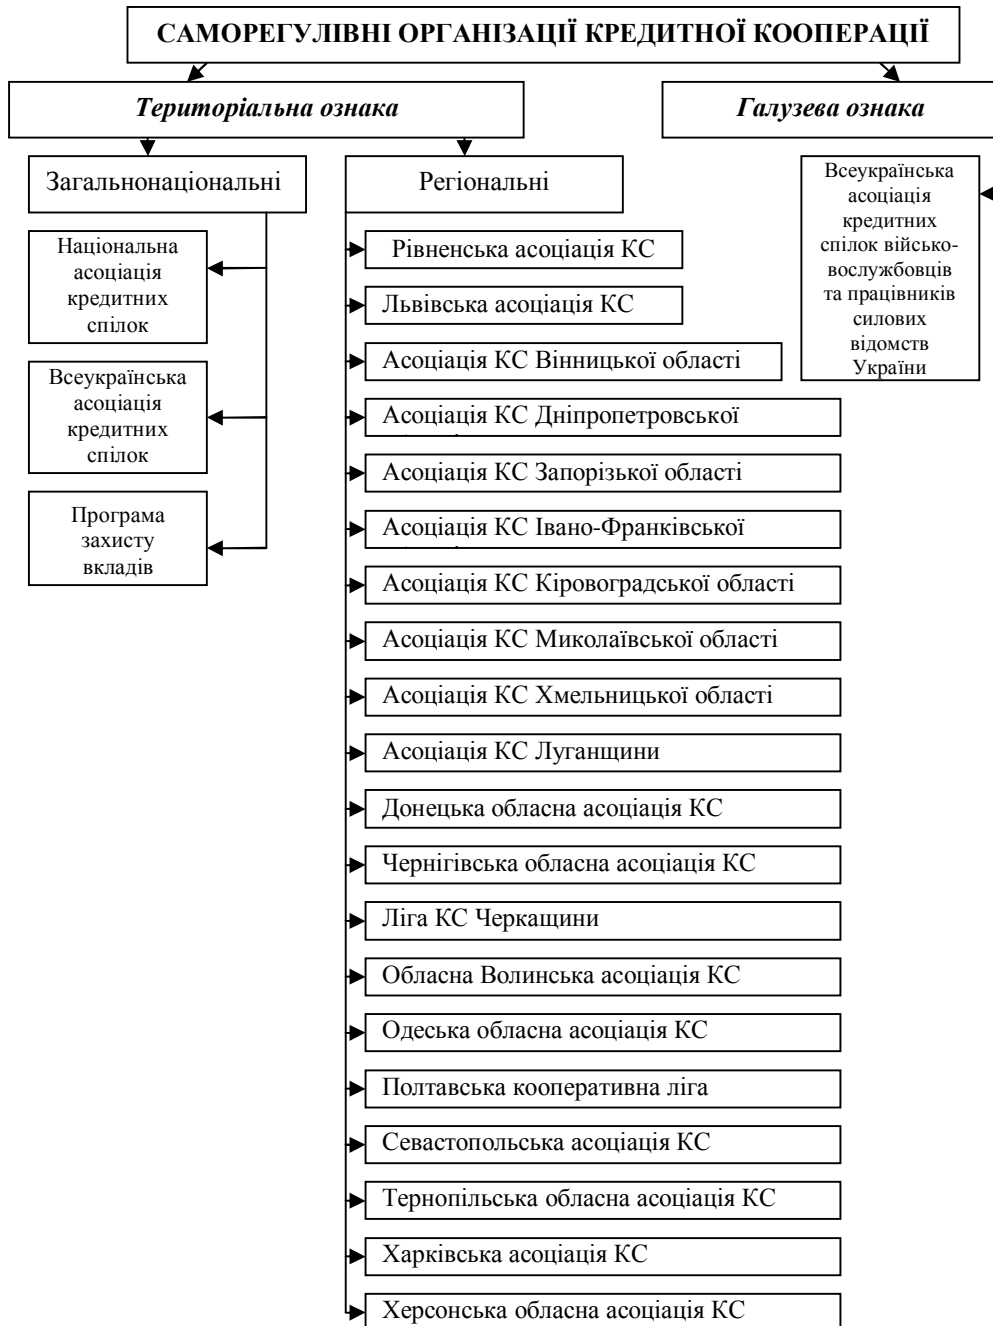 САМОРЕГУЛІВНІ ОРГАНІЗАЦІЇ КРЕДИТНОЇ КООПЕРАЦІЇ
Територіальна ознака
Галузева ознака
Загальнонаціональні
Національна
асоціація
кредитних
спілок
Всеукраїнська
асоціація
кредитних
спілок
Програма
захисту
вкладів
Регіональні
Рівненська асоціація КС
Львівська асоціація КС
Асоціація КС Вінницької області
Асоціація КС Дніпропетровської
Асоціація КС Запорізької області
Асоціація КС Івано-Франківської
Асоціація КС Кіровоградської області
Асоціація КС Миколаївської області
Асоціація КС Хмельницької області
Асоціація КС Луганщини
Донецька обласна асоціація КС
Чернігівська обласна асоціація КС
Ліга КС Черкащини
Обласна Волинська асоціація КС
Одеська обласна асоціація КС
Полтавська кооперативна ліга
Севастопольська асоціація КС
Тернопільська обласна асоціація КС
Харківська асоціація КС
Херсонська обласна асоціація КС
Всеукраїнська
асоціація
кредитних
спілок військо-
вослужбовців
та працівників
силових
відомств
України